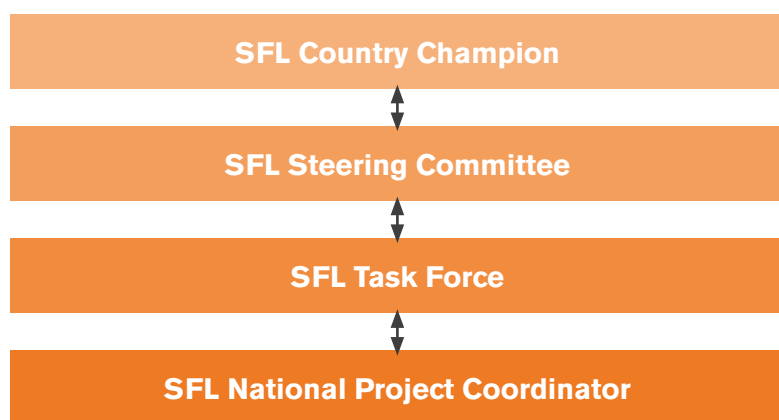 SFL Country Champion
SFL Steering Committee
SFL Task Force
SFL National Project Coordinator